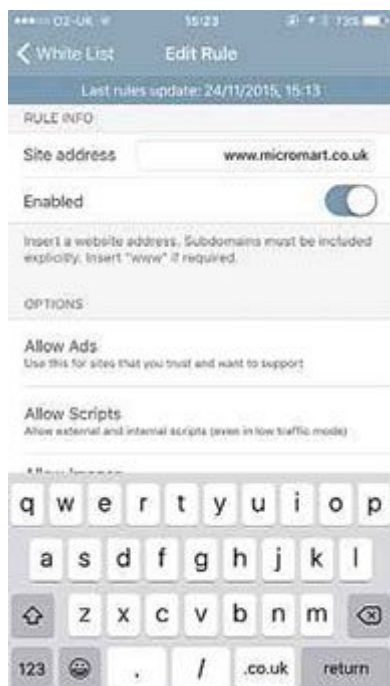 O2-UK 15:23 73%
White List Edit Rule
Last rules update: 24/11/2015, 15:13
RULE INFO
Site address www.micromart.co.uk
Enabled
Insert a website address. Subdomains must be included
explicitly. Insert "www" if required.
OPTIONS
Allow Ads
Use this for sites that you trust and want to support
Allow Scripts
Allow external and internal scripts (even in low traffic mode)
Allow Images
q w e r t y u i o p
a s d f g h j k l
z x c v b n m
123 . / .co.uk return